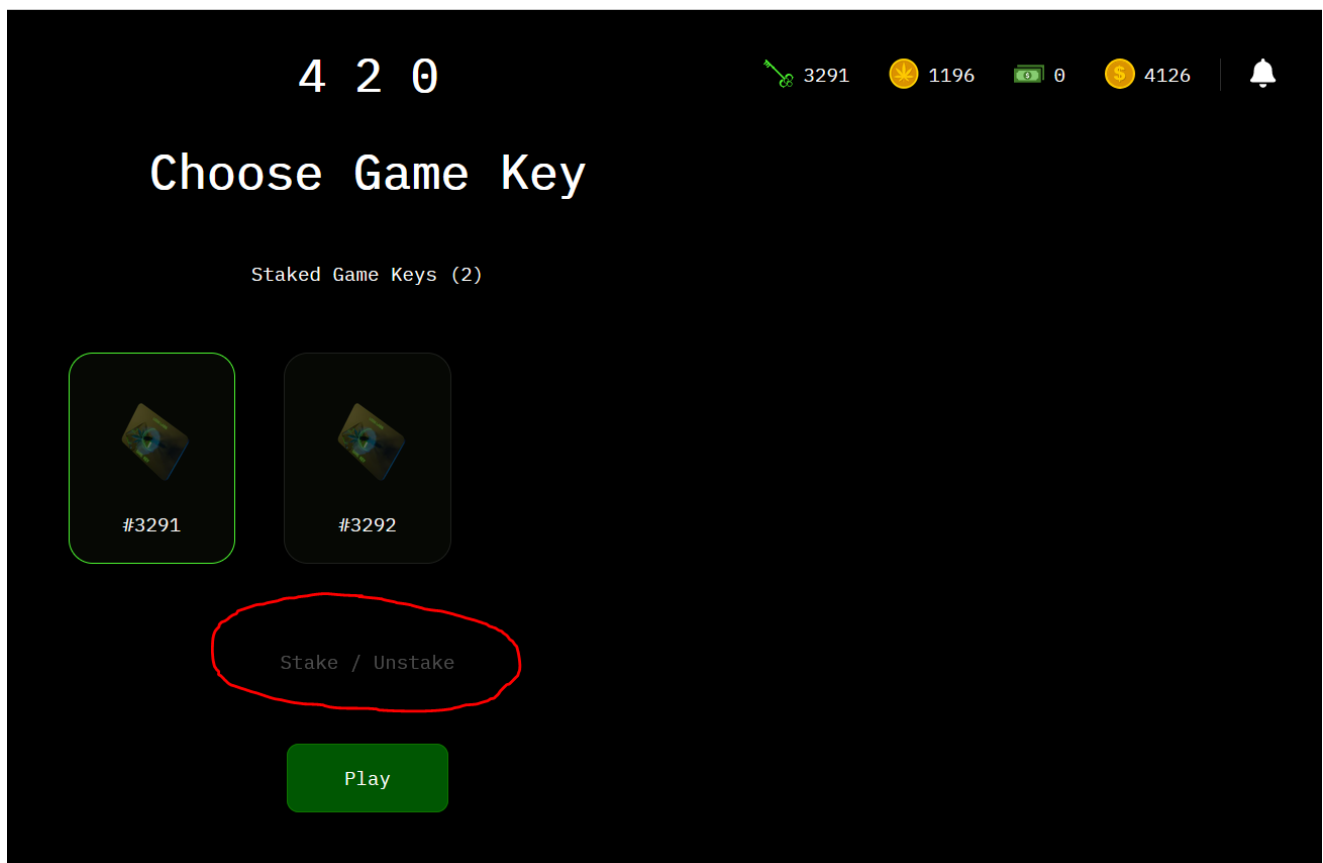 4 2 0
3291 1196 0 4126
Choose Game Key
Staked Game Keys (2)
#3291 #3292
Stake / Unstake
Play